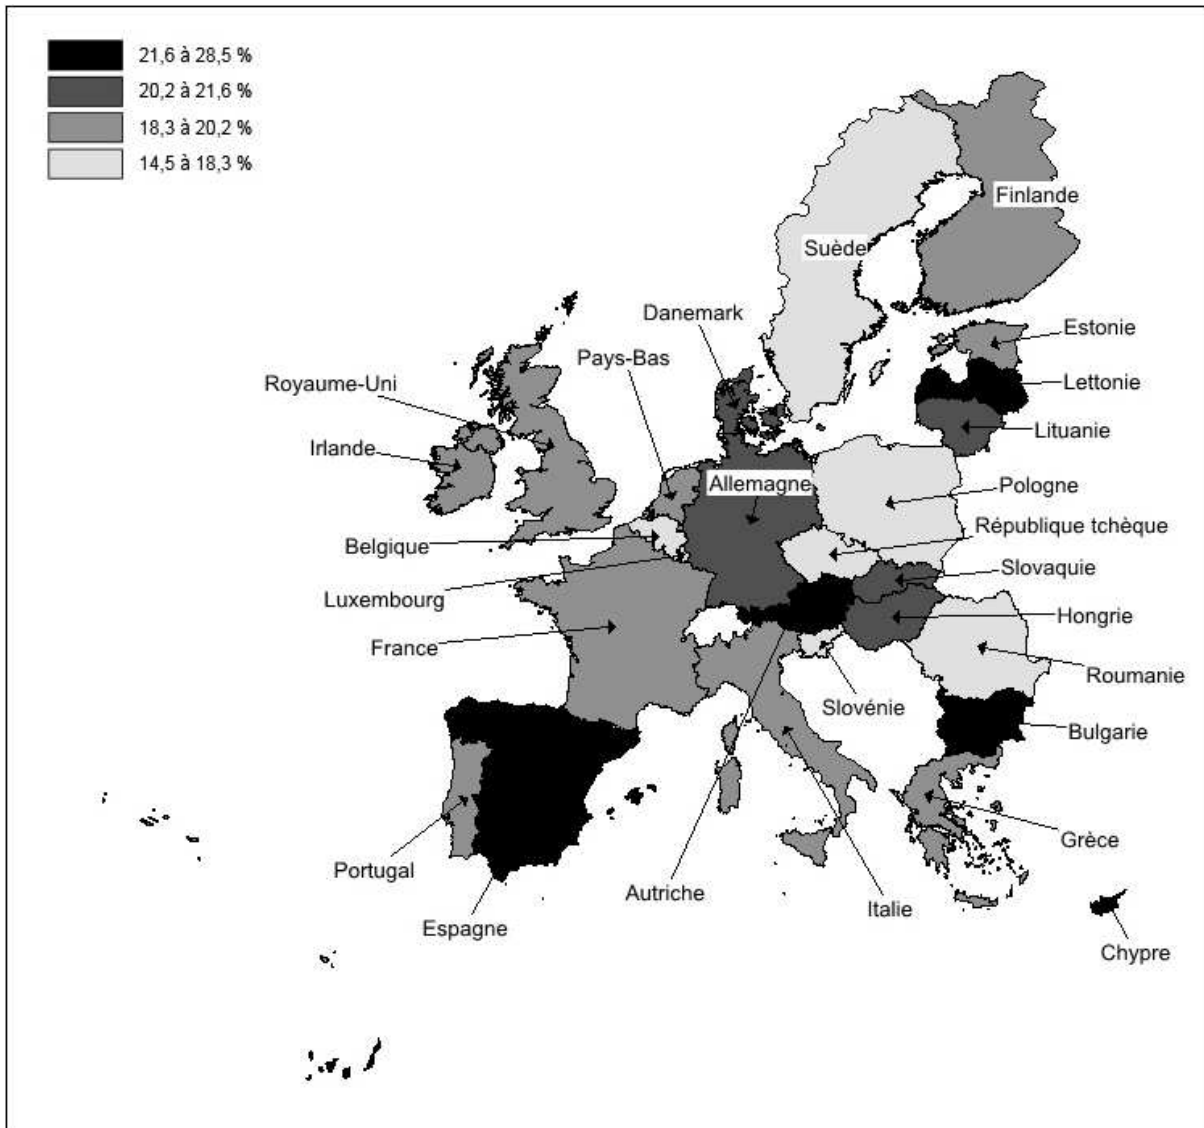 21,6 à 28,5 %
20,2 à 21,6 %
18,3 à 20,2 %
14,5 à 18,3 %
Finlande
Suède
Danemark
Estonie
Pays-Bas
Royaume-Uni
Lettonie
Lituanie
Irlande
Allemagne
Pologne
République tchèque
Belgique
Slovaquie
Luxembourg
Hongrie
France
Roumanie
Slovénie
Bulgarie
Grèce
Portugal
Autriche
Italie
Espagne
Chypre